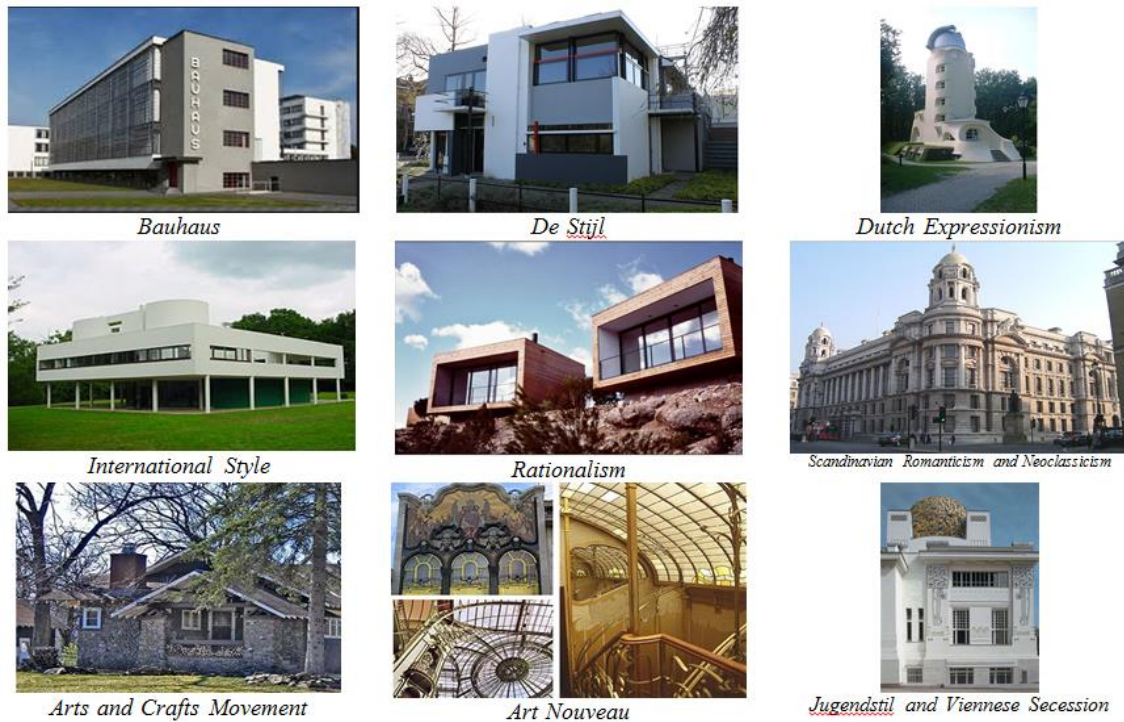 BAUHAUS
Bauhaus
De Stijl
Dutch Expressionism
International Style
Rationalism
Scandinavian Romanticism and Neoclassicism
Arts and Crafts Movement
Art Nouveau
Jugendstil and Viennese Secession